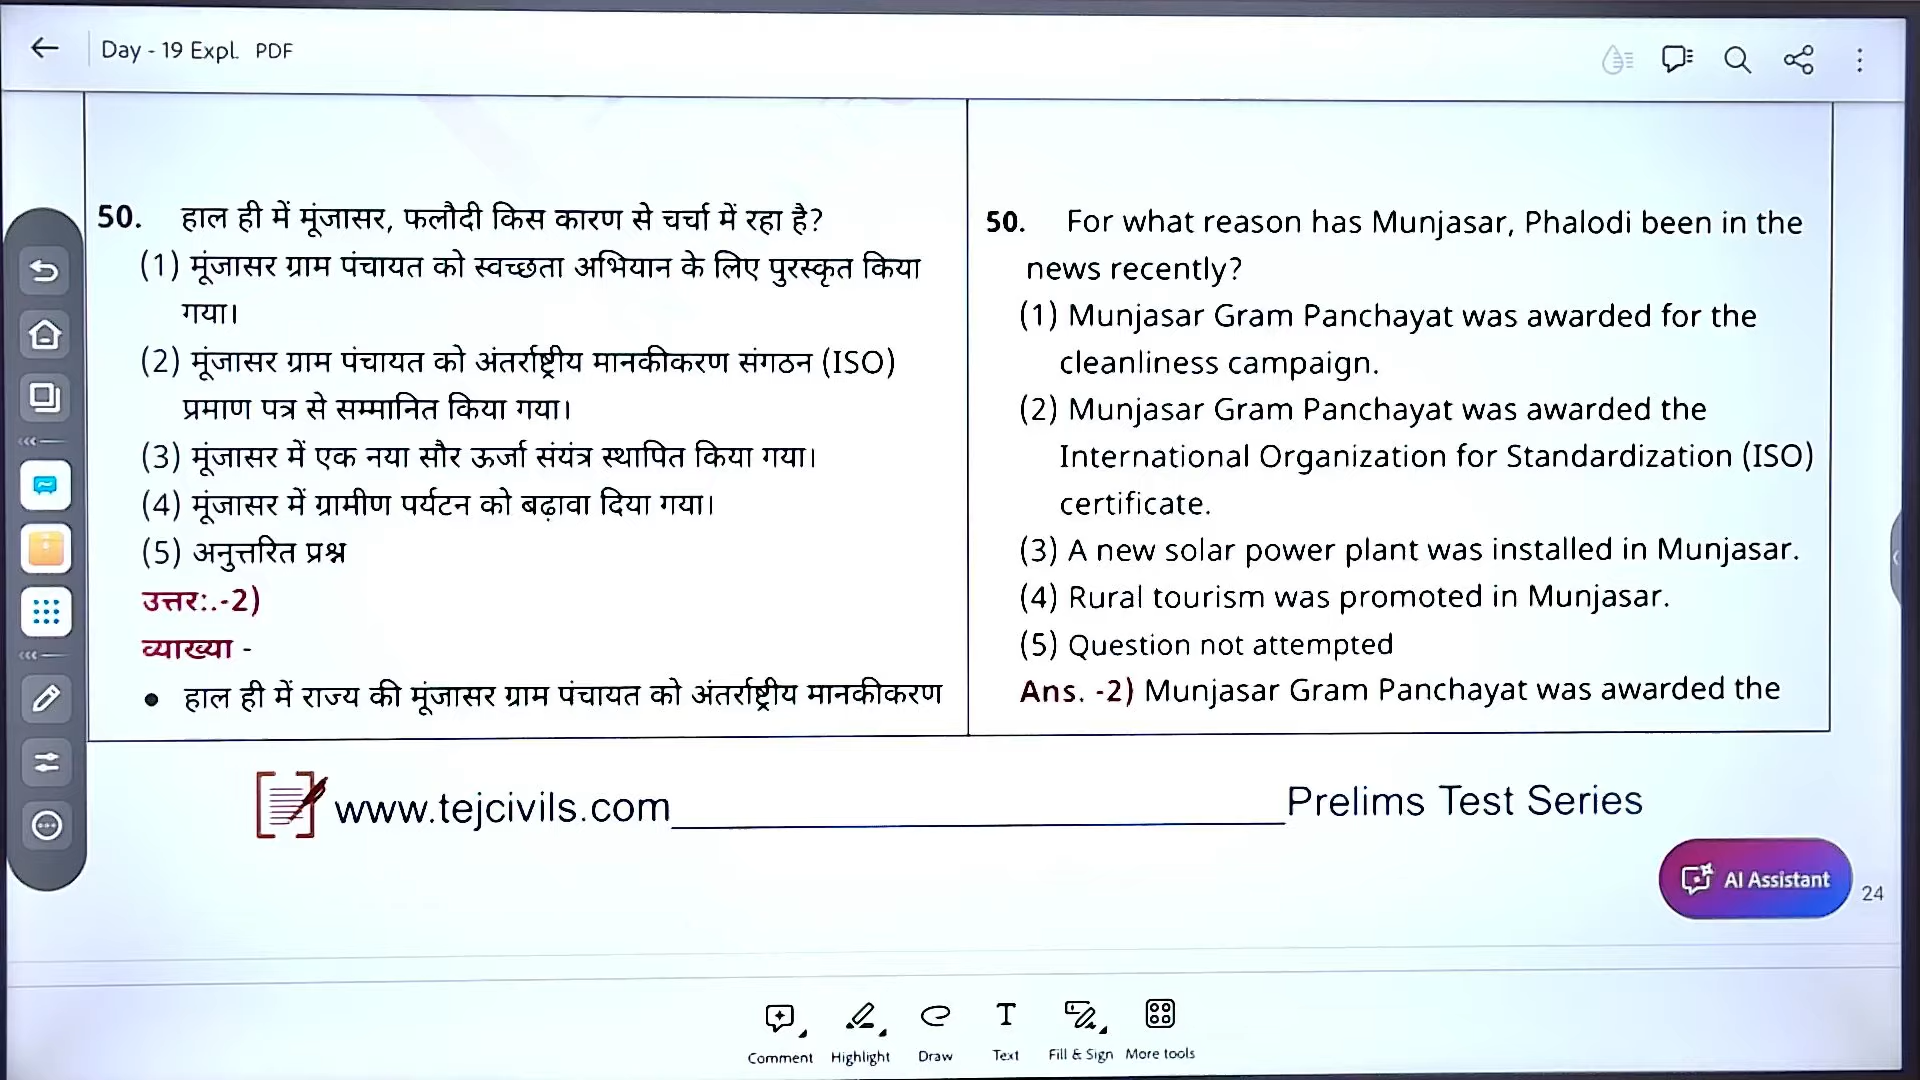 Day - 19 Expl. PDF
50. हाल ही में मूंजासर, फलौदी किस कारण से चर्चा में रहा है?
(1) मूंजासर ग्राम पंचायत को स्वच्छता अभियान के लिए पुरस्कृत किया
गया।
(2) मूंजासर ग्राम पंचायत को अंतर्राष्ट्रीय मानकीकरण संगठन (ISO)
प्रमाण पत्र से सम्मानित किया गया।
(3) मूंजासर में एक नया सौर ऊर्जा संयंत्र स्थापित किया गया।
(4) मूंजासर में ग्रामीण पर्यटन को बढ़ावा दिया गया।
(5) अनुत्तरित प्रश्न
उत्तर:.-2)
व्याख्या -
• हाल ही में राज्य की मूंजासर ग्राम पंचायत को अंतर्राष्ट्रीय मानकीकरण
50. For what reason has Munjasar, Phalodi been in the
news recently?
(1) Munjasar Gram Panchayat was awarded for the
cleanliness campaign.
(2) Munjasar Gram Panchayat was awarded the
International Organization for Standardization (ISO)
certificate.
(3) A new solar power plant was installed in Munjasar.
(4) Rural tourism was promoted in Munjasar.
(5) Question not attempted
Ans. -2) Munjasar Gram Panchayat was awarded the
www.tejcivils.com Prelims Test Series
AI Assistant
24
Comment Highlight Draw Text Fill & Sign More tools